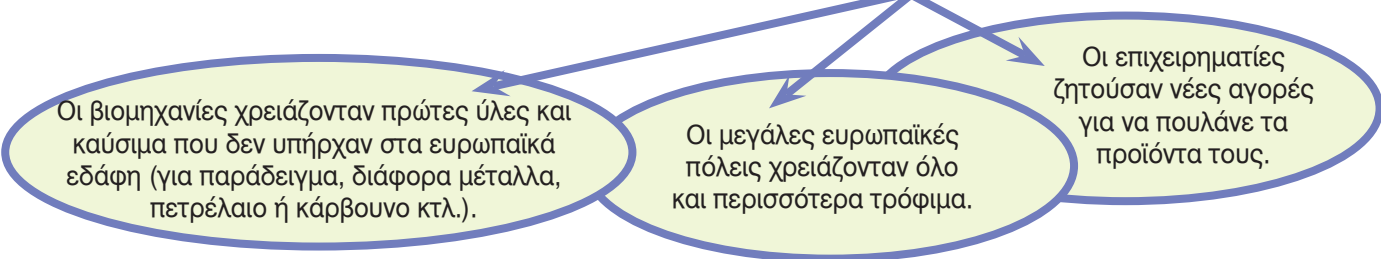 Οι βιομηχανίες χρειάζονταν πρώτες ύλες και
καύσιμα που δεν υπήρχαν στα ευρωπαϊκά
εδάφη (για παράδειγμα, διάφορα μέταλλα,
πετρέλαιο ή κάρβουνο κτλ.).
Οι μεγάλες ευρωπαϊκές
πόλεις χρειάζονταν όλο
και περισσότερα τρόφιμα.
Οι επιχειρηματίες
ζητούσαν νέες αγορές
για να πουλάνε τα
προϊόντα τους.